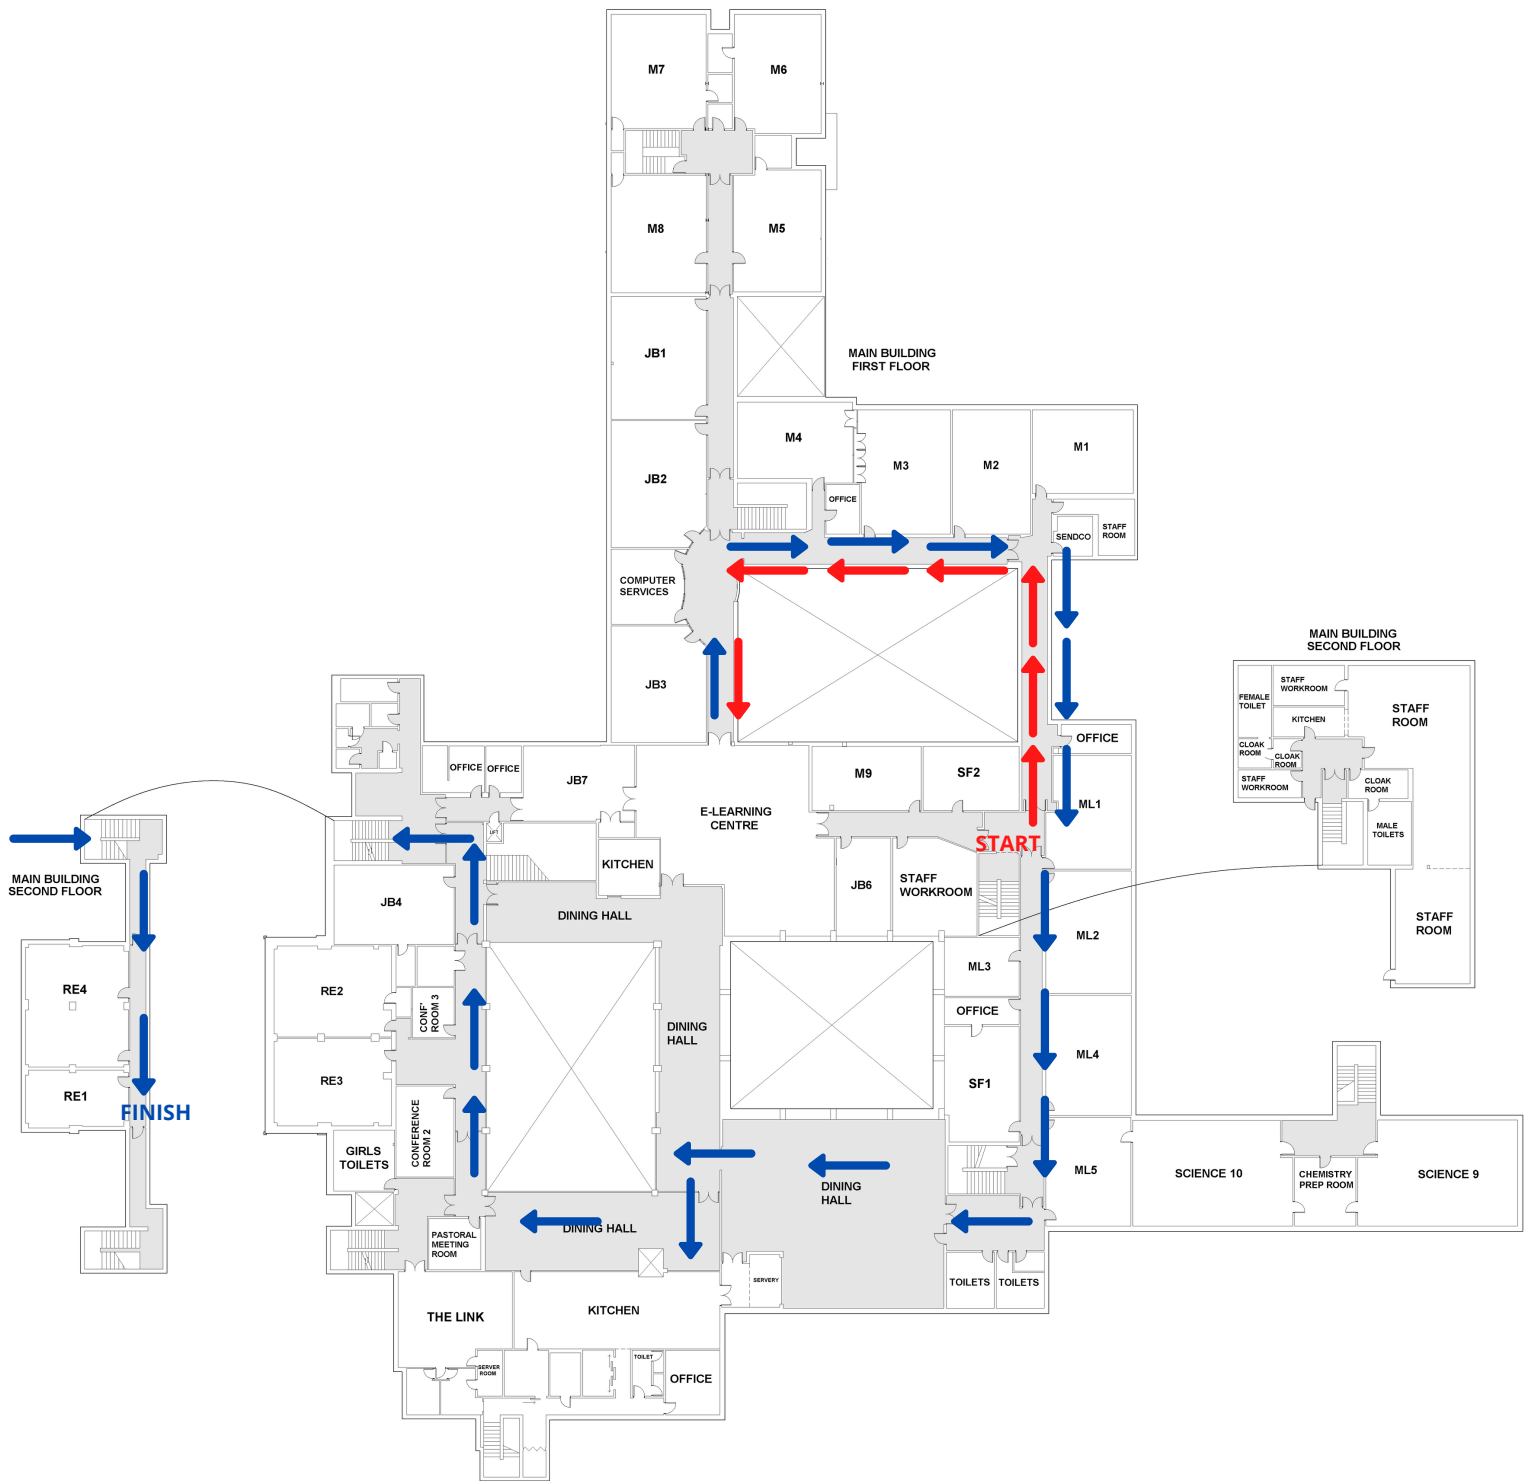 M7
M6
M8
M5
JB1
MAIN BUILDING
FIRST FLOOR
M4
M3
M2
M1
JB2
OFFICE
SENDCO
STAFF
ROOM
COMPUTER
SERVICES
JB3
MAIN BUILDING
SECOND FLOOR
FEMALE
TOILET
STAFF
WORKROOM
KITCHEN
STAFF
ROOM
CLOAK
ROOM
CLOAK
ROOM
STAFF
WORKROOM
CLOAK
ROOM
MALE
TOILETS
STAFF
ROOM
OFFICE
OFFICE
OFFICE
JB7
M9
SF2
ML1
E-LEARNING
CENTRE
START
LIFT
KITCHEN
JB6
STAFF
WORKROOM
MAIN BUILDING
SECOND FLOOR
JB4
DINING HALL
ML2
ML3
RE4
RE2
CONF'
ROOM 3
OFFICE
DINING
HALL
ML4
RE3
SF1
RE1
FINISH
CONFERENCE
ROOM 2
GIRLS
TOILETS
ML5
SCIENCE 10
CHEMISTRY
PREP ROOM
SCIENCE 9
DINING
HALL
DINING HALL
PASTORAL
MEETING
ROOM
SERVERY
TOILETS
TOILETS
THE LINK
KITCHEN
SERVER
ROOM
TOILET
OFFICE